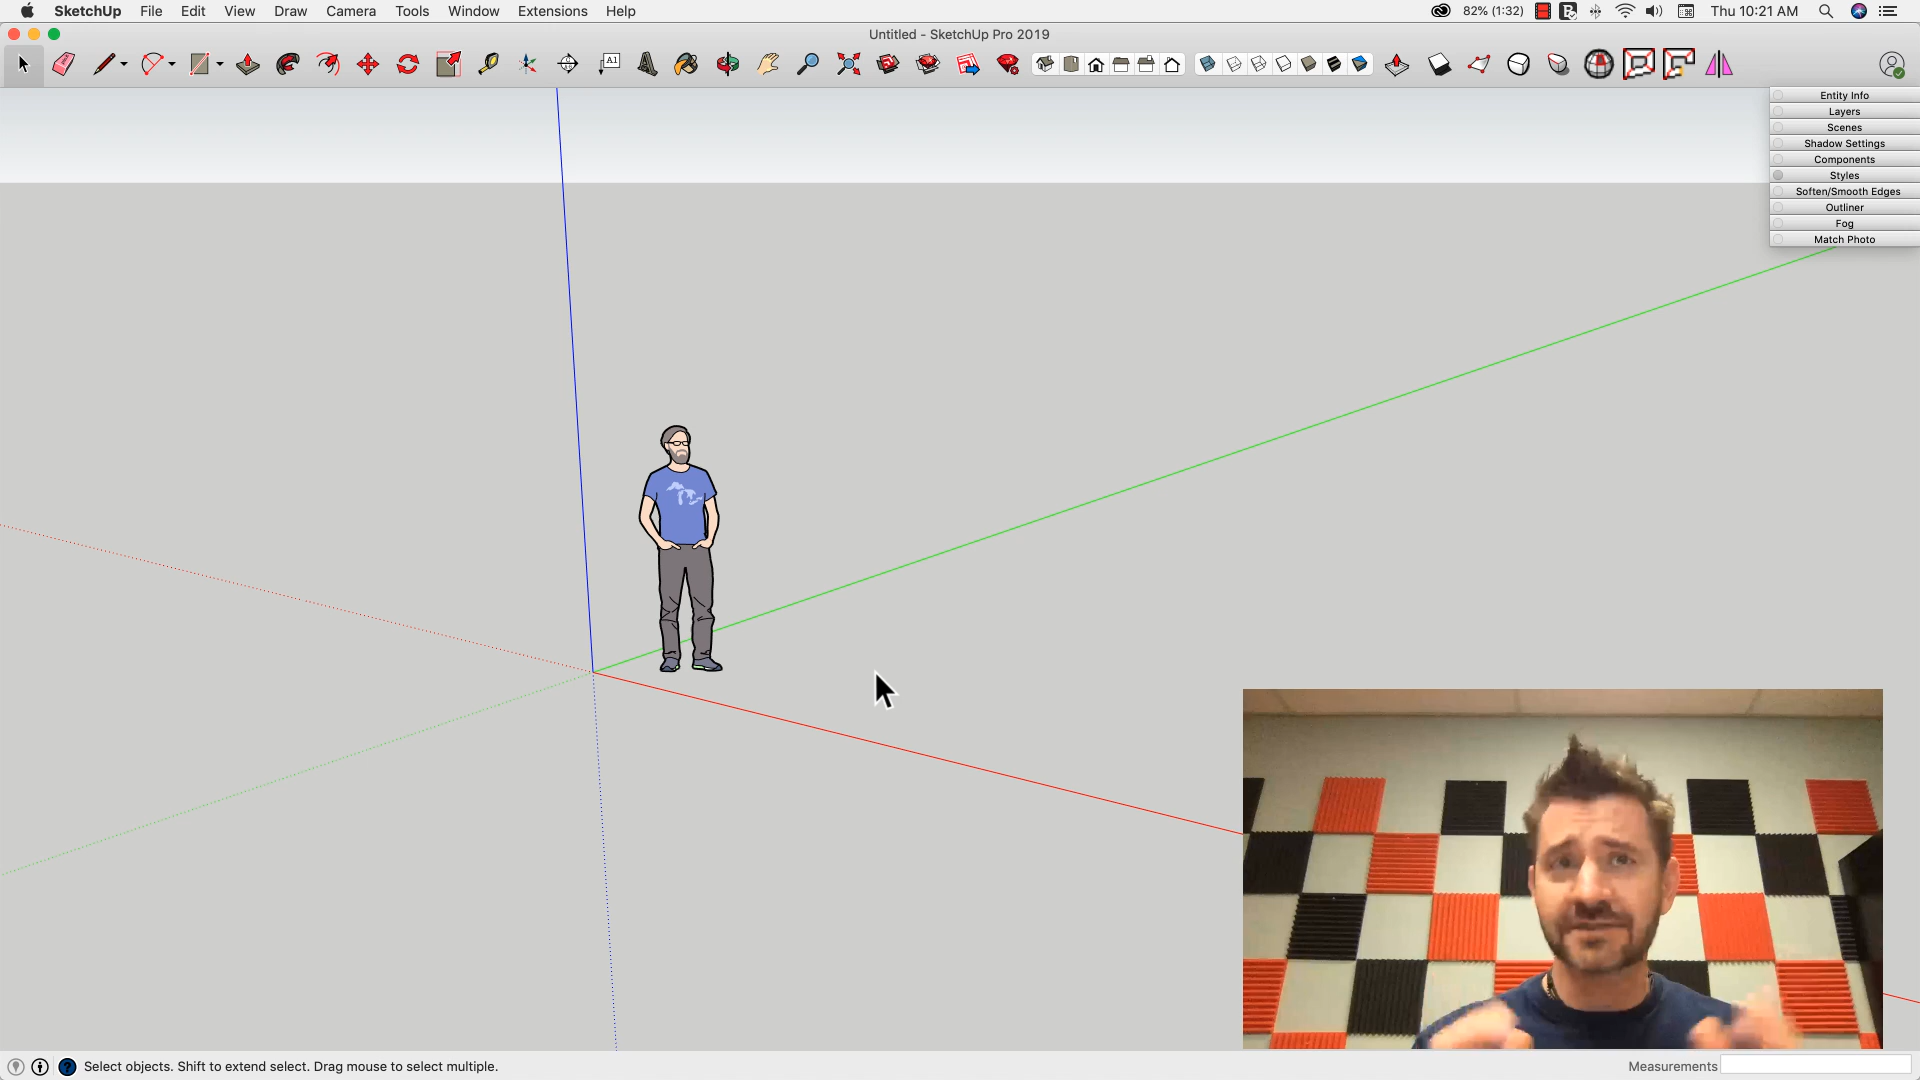 SketchUp File Edit View Draw Camera Tools Window Extensions Help 82% (1:32) Thu 10:21 AM
Untitled - SketchUp Pro 2019
A1
Entity Info
Layers
Scenes
Shadow Settings
Components
Styles
Soften/Smooth Edges
Outliner
Fog
Match Photo
Select objects. Shift to extend select. Drag mouse to select multiple.
Measurements